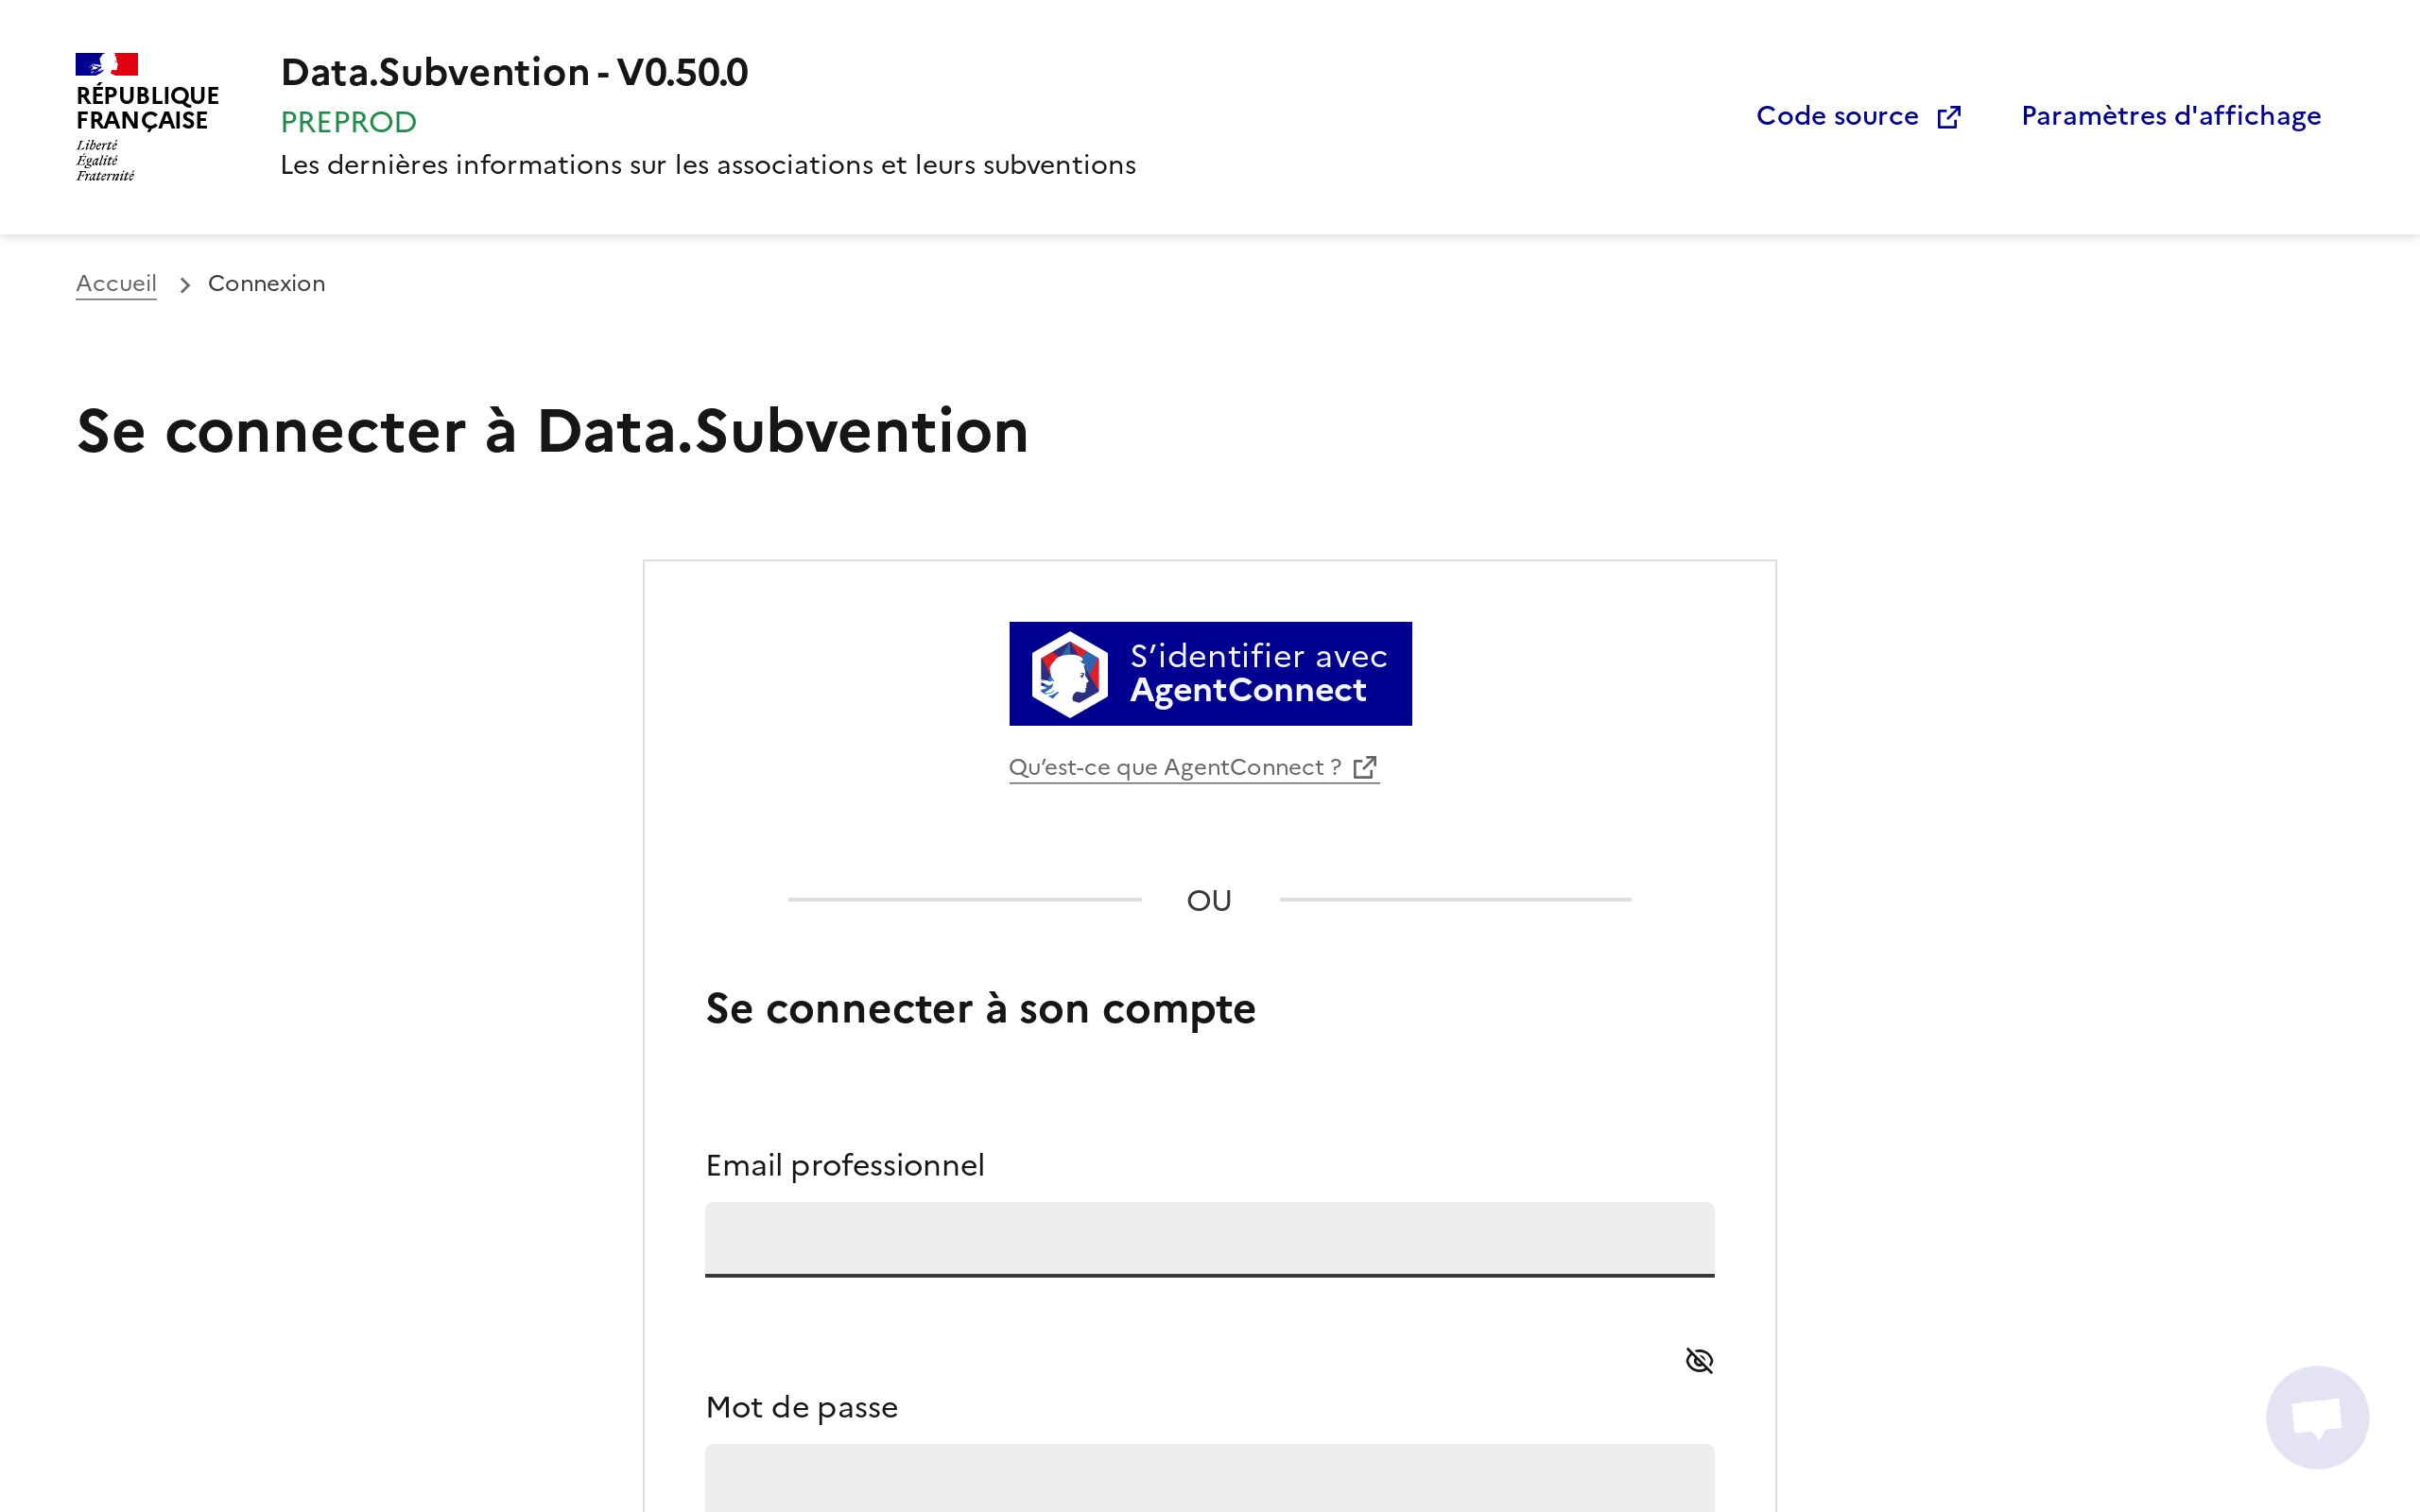 RÉPUBLIQUE
FRANÇAISE
Liberté
Égalité
Fraternité
Data.Subvention - V0.50.0
PREPROD
Les dernières informations sur les associations et leurs subventions
Code source
Paramètres d'affichage
Accueil
Connexion
Se connecter à Data.Subvention
S’identifier avec
AgentConnect
Qu’est-ce que AgentConnect ?
OU
Se connecter à son compte
Email professionnel
Mot de passe